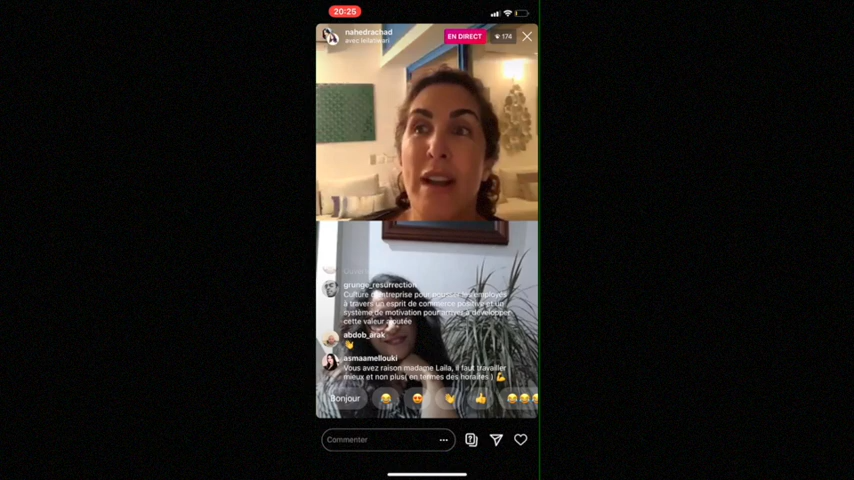 20:25
nahedrachad
EN DIRECT
174
grunge_resurrection
Culture d'entreprise pour pousser les employés
à travers un esprit de commerce positive et un
système de motivation pour arriver à développer
cette valeur ajoutée
abdob_arak
asmaamellouki
Vous avez raison madame Laila, il faut travailler
mieux et non plus( en termes des horaires )
Bonjour
Commenter